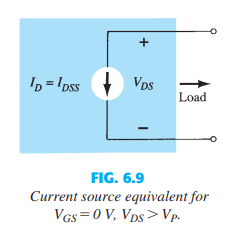 +
I_D = I_DSS
V_DS
Load
–
FIG. 6.9
Current source equivalent for
V_GS = 0 V, V_DS > V_P.